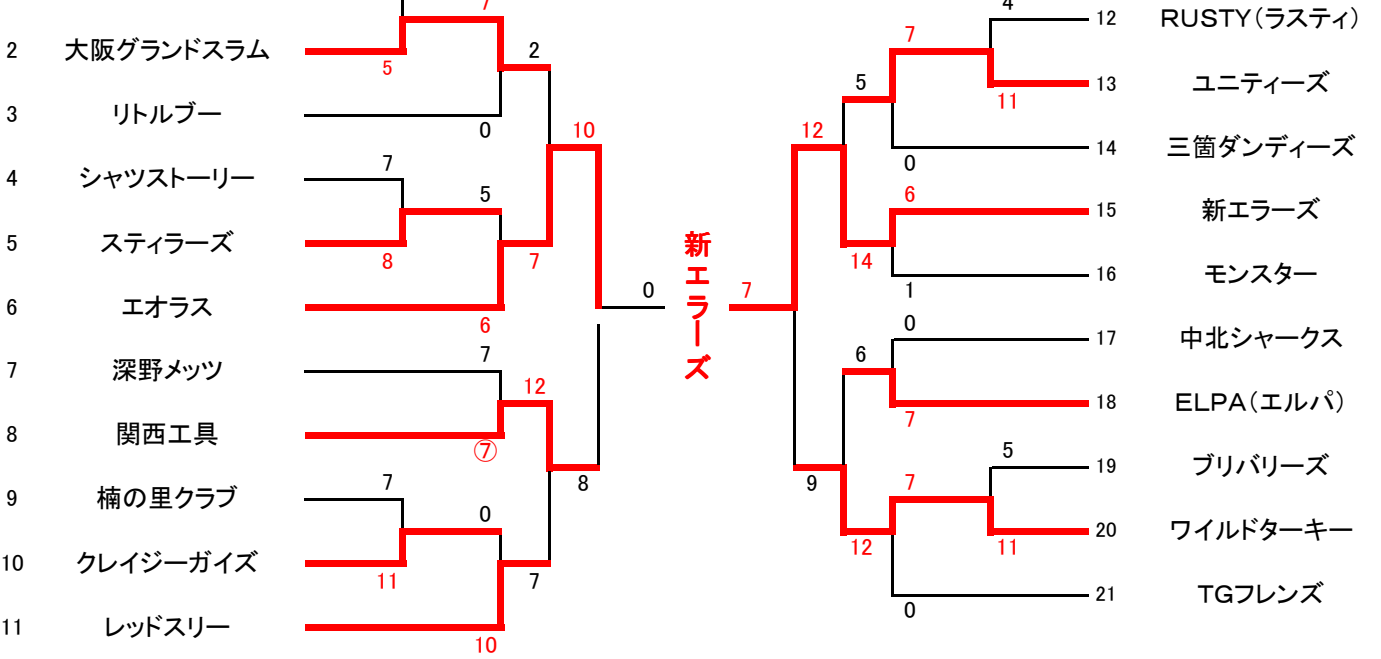 7
2 大阪グランドスラム
5
2
3 リトルブー
0
10
4 シャツストーリー
7
5
5 スティラーズ
8
7
6 エオラス
6
0
7 深野メッツ
7
12
8 関西工具
⑦
8
9 楠の里クラブ
7
0
10 クレイジーガイズ
11
7
11 レッドスリー
10
新エラーズ
7
4
12 RUSTY(ラスティ)
7
5
13 ユニティーズ
11
12
14 三箇ダンディーズ
0
6
15 新エラーズ
14
16 モンスター
1
0
17 中北シャークス
6
18 ELPA(エルパ)
7
5
19 ブリバリーズ
9
7
20 ワイルドターキー
12
11
21 TGフレンズ
0